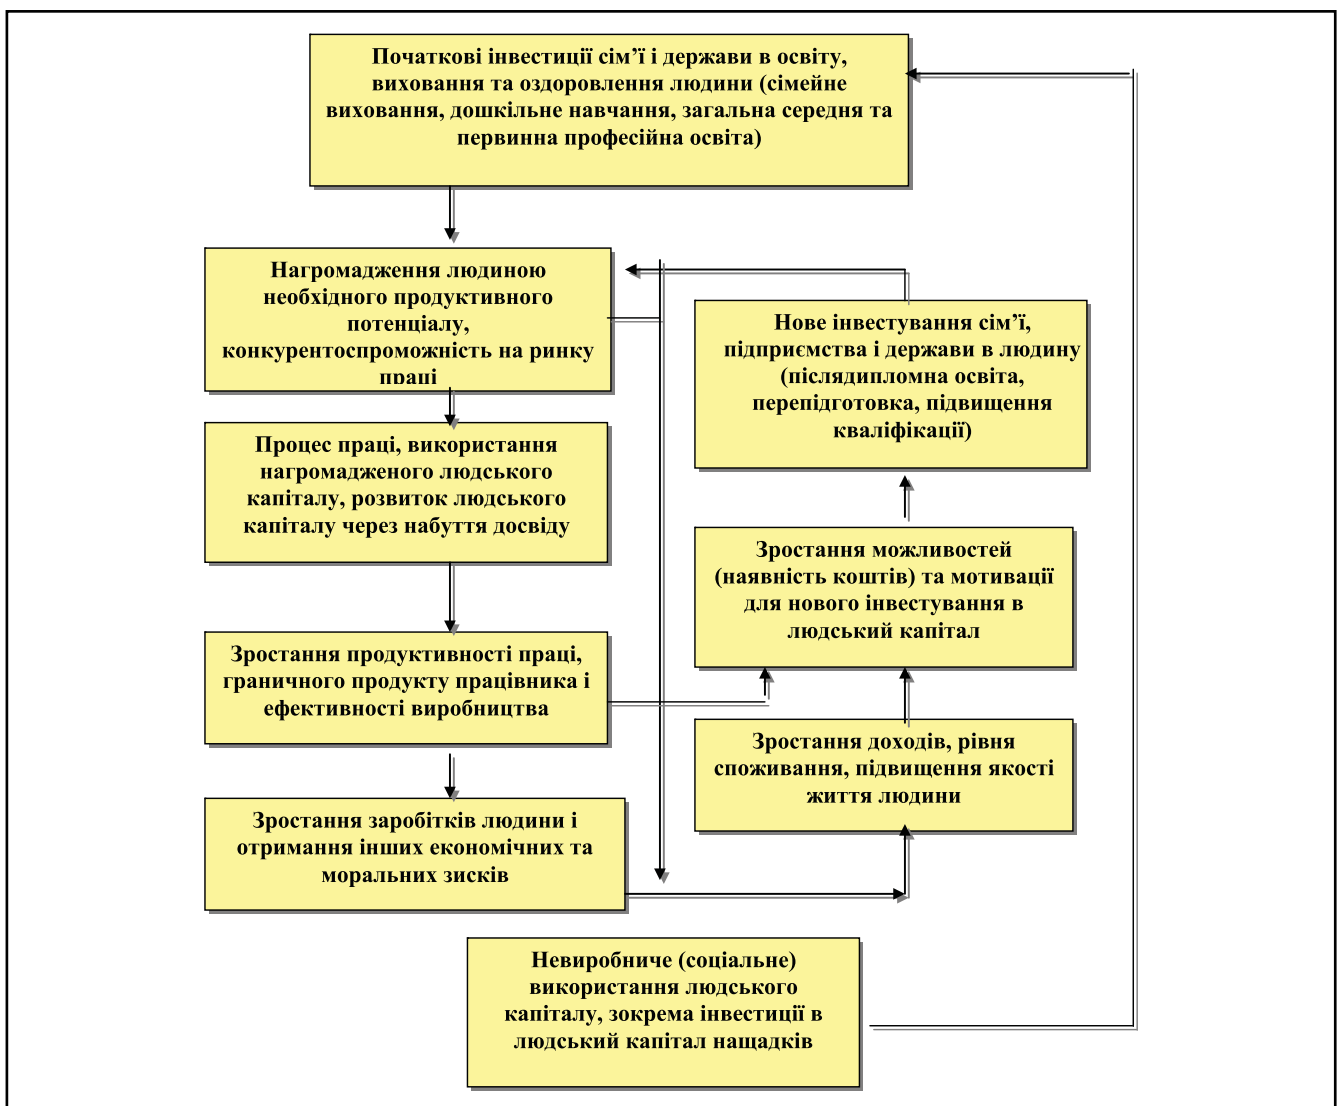 Початкові інвестиції сім’ї і держави в освіту,
виховання та оздоровлення людини (сімейне
виховання, дошкільне навчання, загальна середня та
первинна професійна освіта)
Нагромадження людиною
необхідного продуктивного
потенціалу,
конкурентоспроможність на ринку
праці
Нове інвестування сім’ї,
підприємства і держави в людину
(післядипломна освіта,
перепідготовка, підвищення
кваліфікації)
Процес праці, використання
нагромадженого людського
капіталу, розвиток людського
капіталу через набуття досвіду
Зростання можливостей
(наявність коштів) та мотивації
для нового інвестування в
людський капітал
Зростання продуктивності праці,
граничного продукту працівника і
ефективності виробництва
Зростання доходів, рівня
споживання, підвищення якості
життя людини
Зростання заробітків людини і
отримання інших економічних та
моральних зисків
Невиробниче (соціальне)
використання людського
капіталу, зокрема інвестиції в
людський капітал нащадків